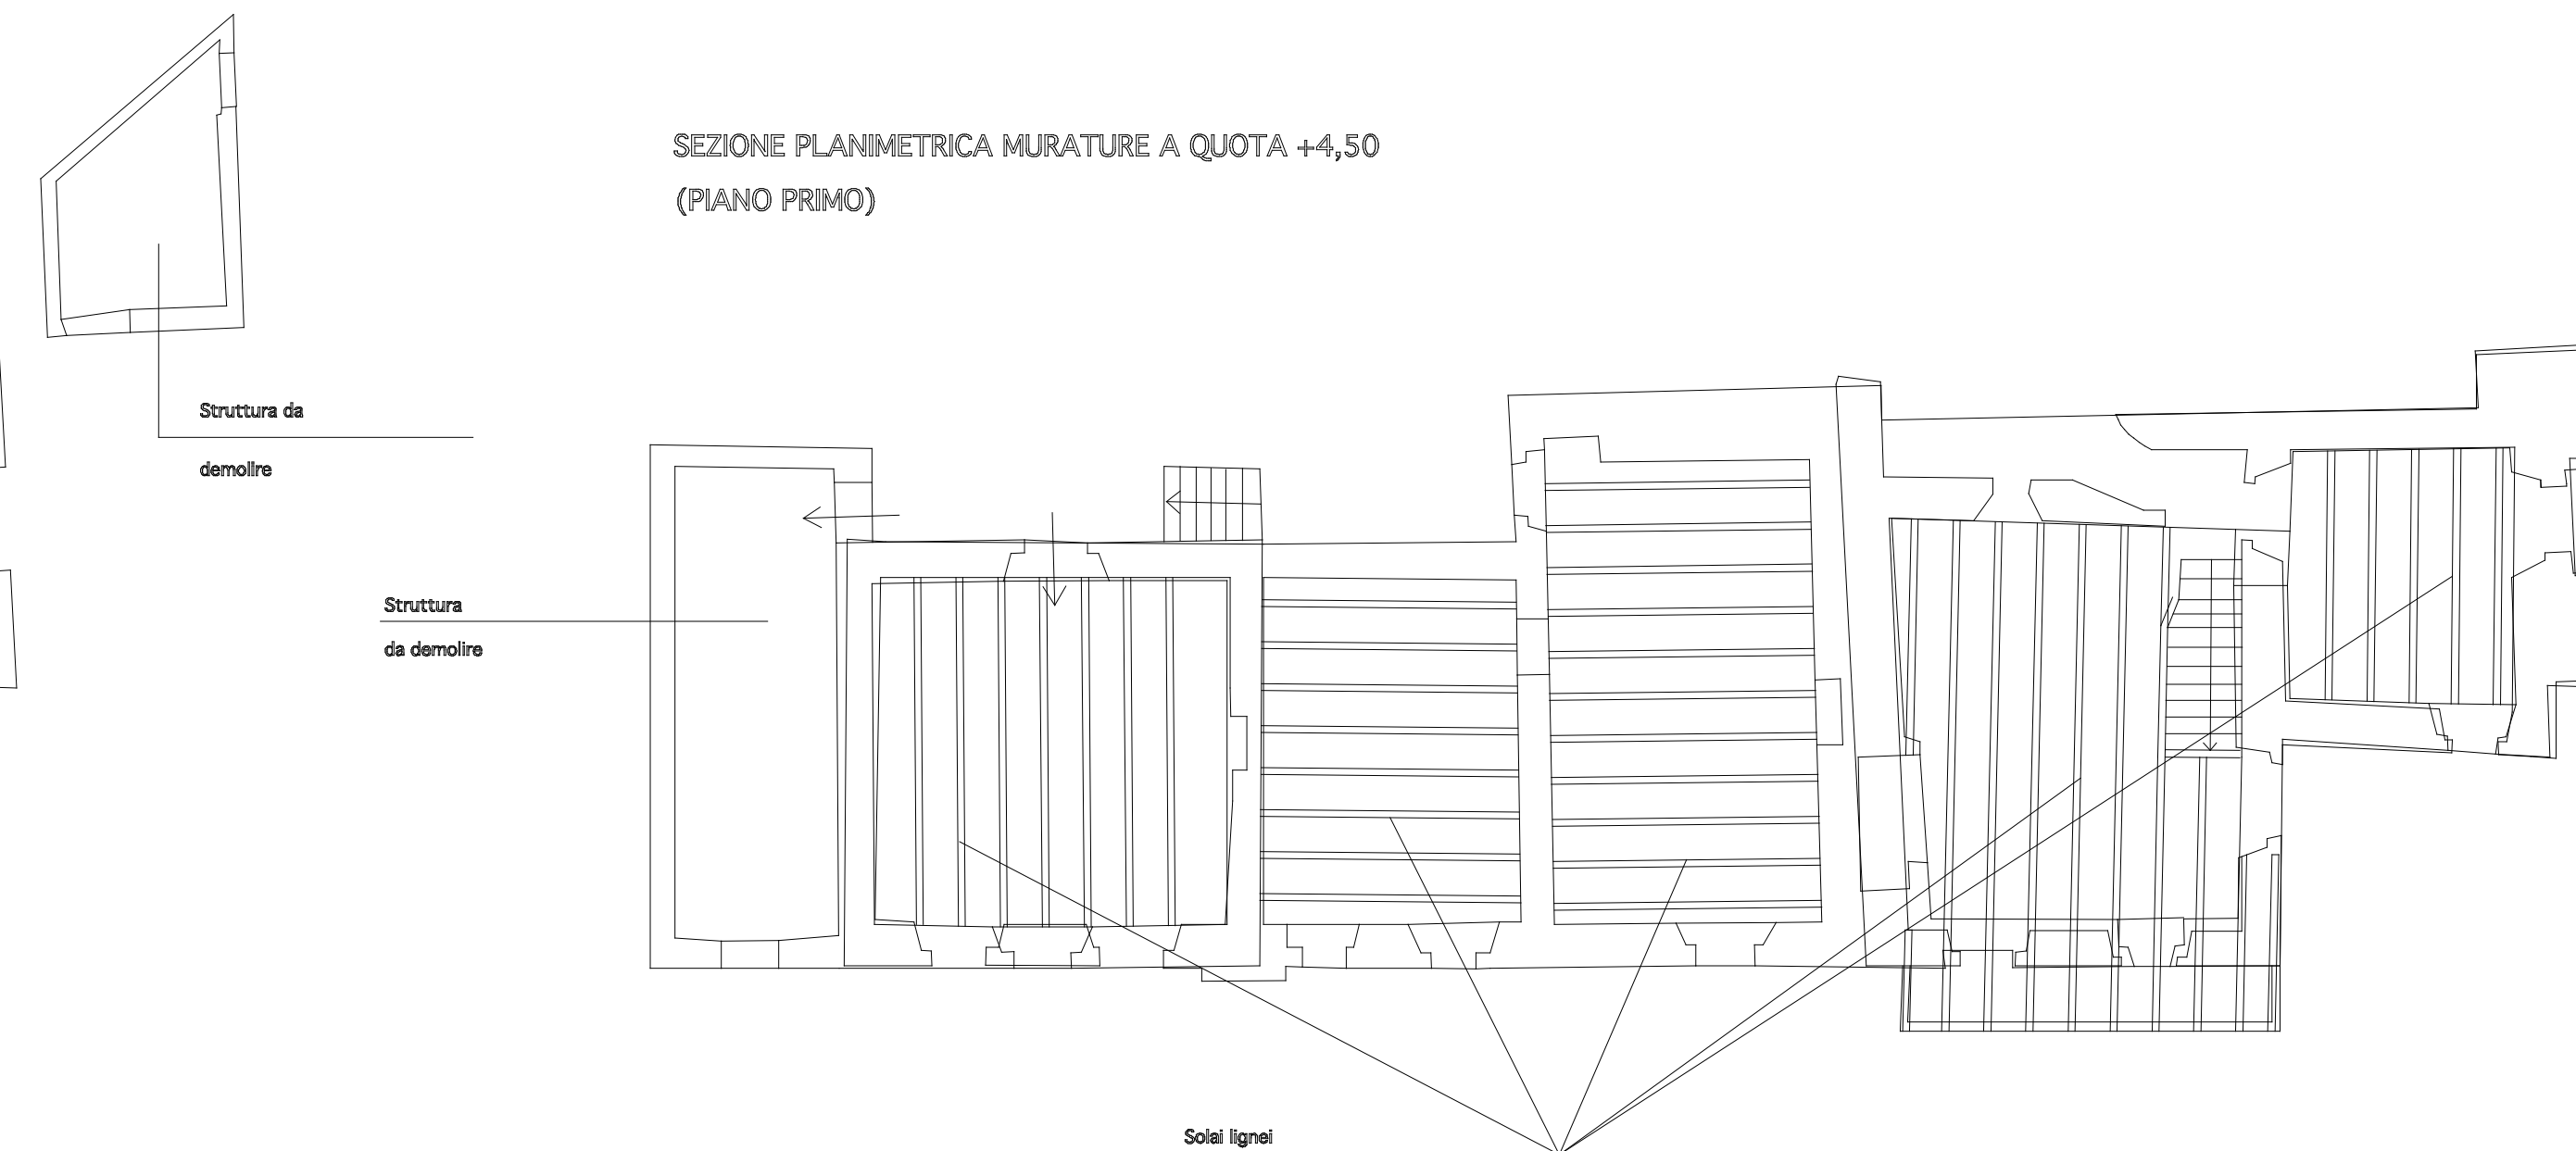 SEZIONE PLANIMETRICA MURATURE A QUOTA +4,50
(PIANO PRIMO)
Struttura da
demolire
Struttura
da demolire
Solai lignei